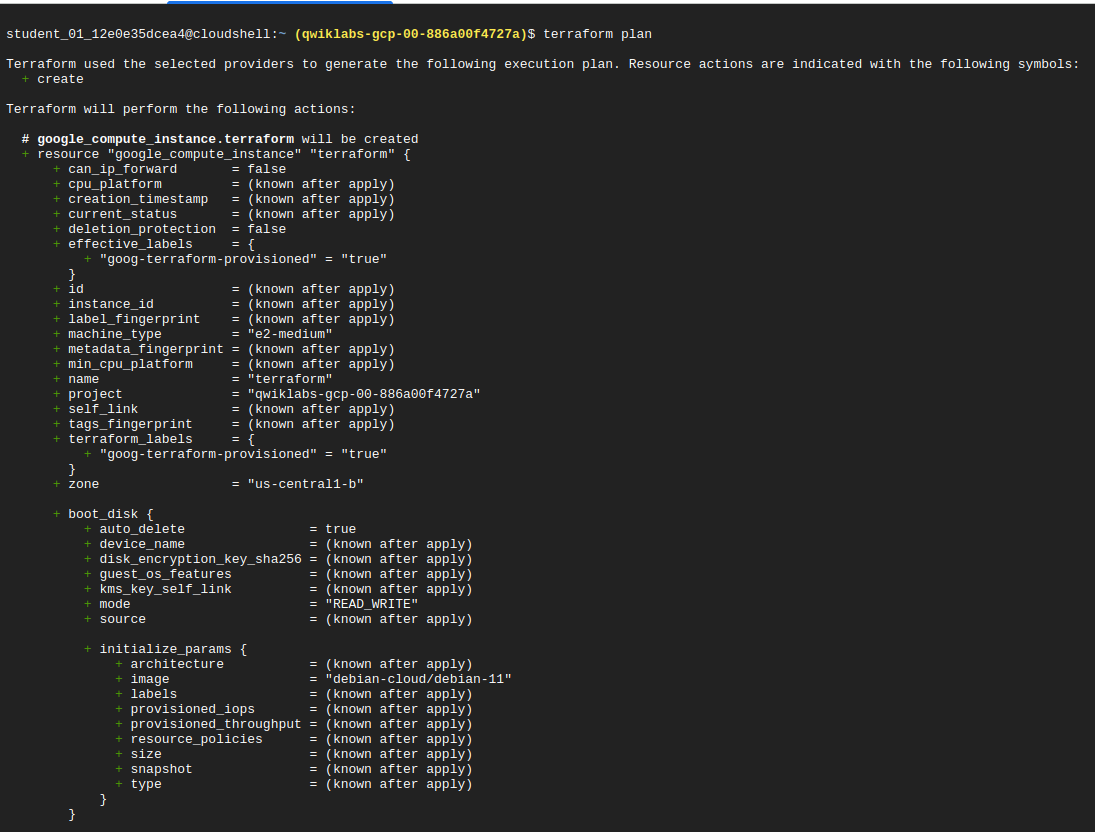 student_01_12e0e35dcea4@cloudshell:~ (qwiklabs-gcp-00-886a00f4727a)$ terraform plan

Terraform used the selected providers to generate the following execution plan. Resource actions are indicated with the following symbols:
  + create

Terraform will perform the following actions:

  # google_compute_instance.terraform will be created
  + resource "google_compute_instance" "terraform" {
      + can_ip_forward       = false
      + cpu_platform         = (known after apply)
      + creation_timestamp   = (known after apply)
      + current_status       = (known after apply)
      + deletion_protection  = false
      + effective_labels     = {
          + "goog-terraform-provisioned" = "true"
        }
      + id                   = (known after apply)
      + instance_id          = (known after apply)
      + label_fingerprint    = (known after apply)
      + machine_type         = "e2-medium"
      + metadata_fingerprint = (known after apply)
      + min_cpu_platform     = (known after apply)
      + name                 = "terraform"
      + project              = "qwiklabs-gcp-00-886a00f4727a"
      + self_link            = (known after apply)
      + tags_fingerprint     = (known after apply)
      + terraform_labels     = {
          + "goog-terraform-provisioned" = "true"
        }
      + zone                 = "us-central1-b"

      + boot_disk {
          + auto_delete                = true
          + device_name                = (known after apply)
          + disk_encryption_key_sha256 = (known after apply)
          + guest_os_features          = (known after apply)
          + kms_key_self_link          = (known after apply)
          + mode                       = "READ_WRITE"
          + source                     = (known after apply)

          + initialize_params {
              + architecture           = (known after apply)
              + image                  = "debian-cloud/debian-11"
              + labels                 = (known after apply)
              + provisioned_iops       = (known after apply)
              + provisioned_throughput = (known after apply)
              + resource_policies      = (known after apply)
              + size                   = (known after apply)
              + snapshot               = (known after apply)
              + type                   = (known after apply)
            }
        }